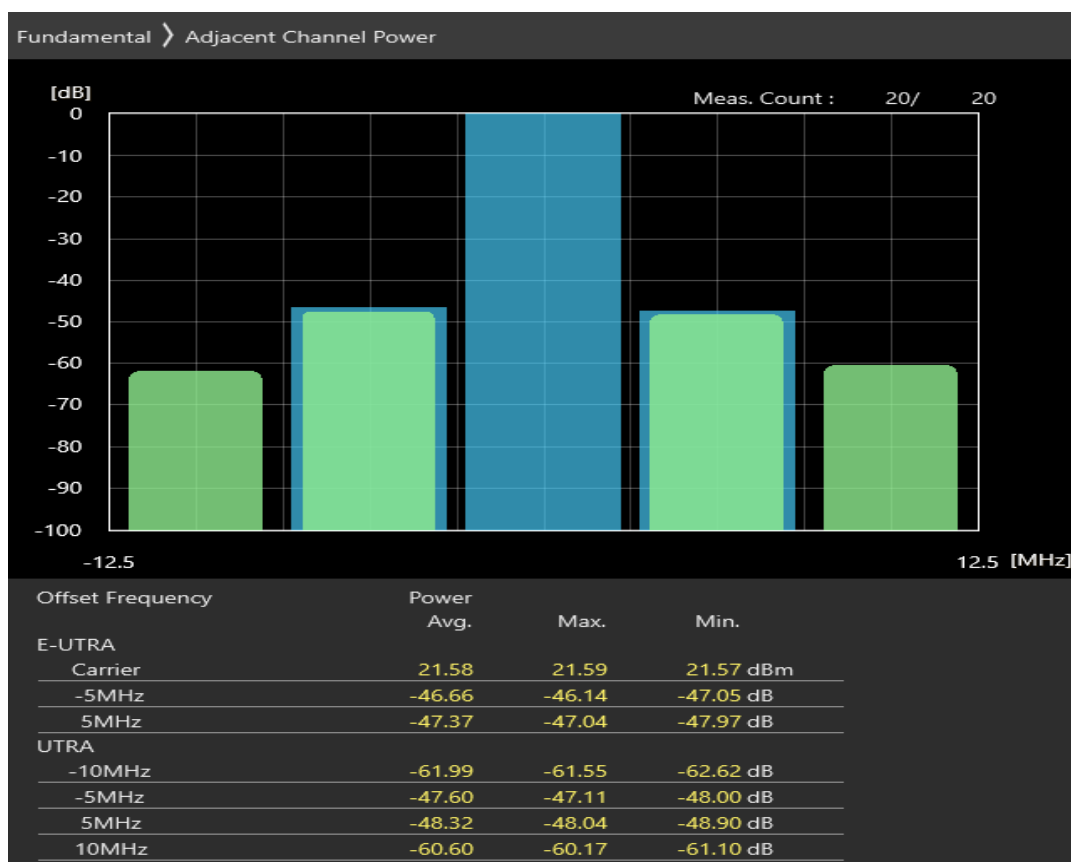 Fundamental 〉 Adjacent Channel Power
[dB]
Meas. Count : 20/ 20
0
-10
-20
-30
-40
-50
-60
-70
-80
-90
-100
-12.5 12.5 [MHz]
Offset Frequency Power
Avg. Max. Min.
E-UTRA
Carrier 21.58 21.59 21.57 dBm
-5MHz -46.66 -46.14 -47.05 dB
5MHz -47.37 -47.04 -47.97 dB
UTRA
-10MHz -61.99 -61.55 -62.62 dB
-5MHz -47.60 -47.11 -48.00 dB
5MHz -48.32 -48.04 -48.90 dB
10MHz -60.60 -60.17 -61.10 dB